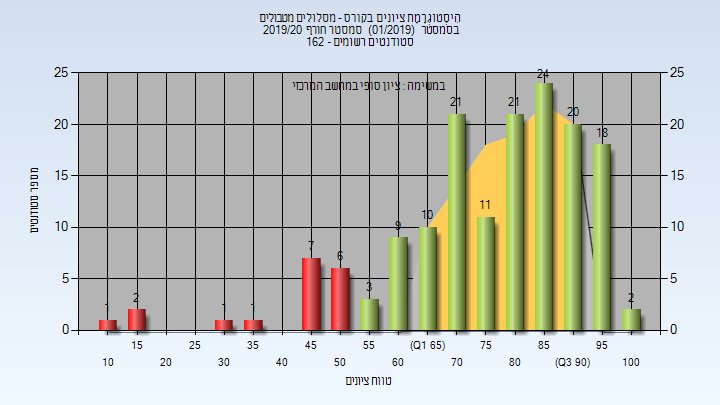 היסטוגרמת ציונים בקורס - מסלולים מטבולים
בסמסטר (01/2019) סמסטר חורף 2019/20
סטודנטים רשומים - 162
במשימה : ציון סופי במחשב המרכזי
מספר סטודנטים
25 20 15 10 5 0
25 20 15 10 5 0
1 2 1 1 7 6 3 9 10 21 11 21 24 20 18 2
15 25 35 45 55 (Q1 65) 75 85 95
10 20 30 40 50 60 70 80 (Q3 90) 100
טווח ציונים